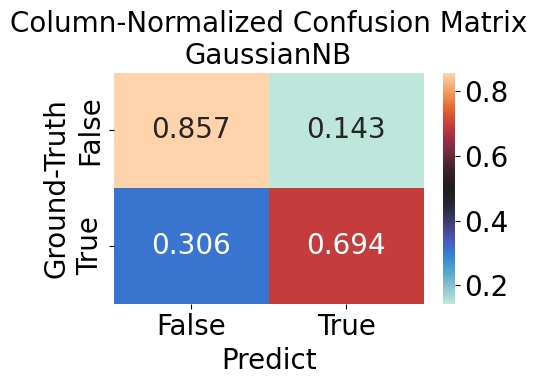 Column-Normalized Confusion Matrix
GaussianNB
Ground-Truth
False
True
0.857
0.143
0.306
0.694
False
True
Predict
0.8
0.6
0.4
0.2